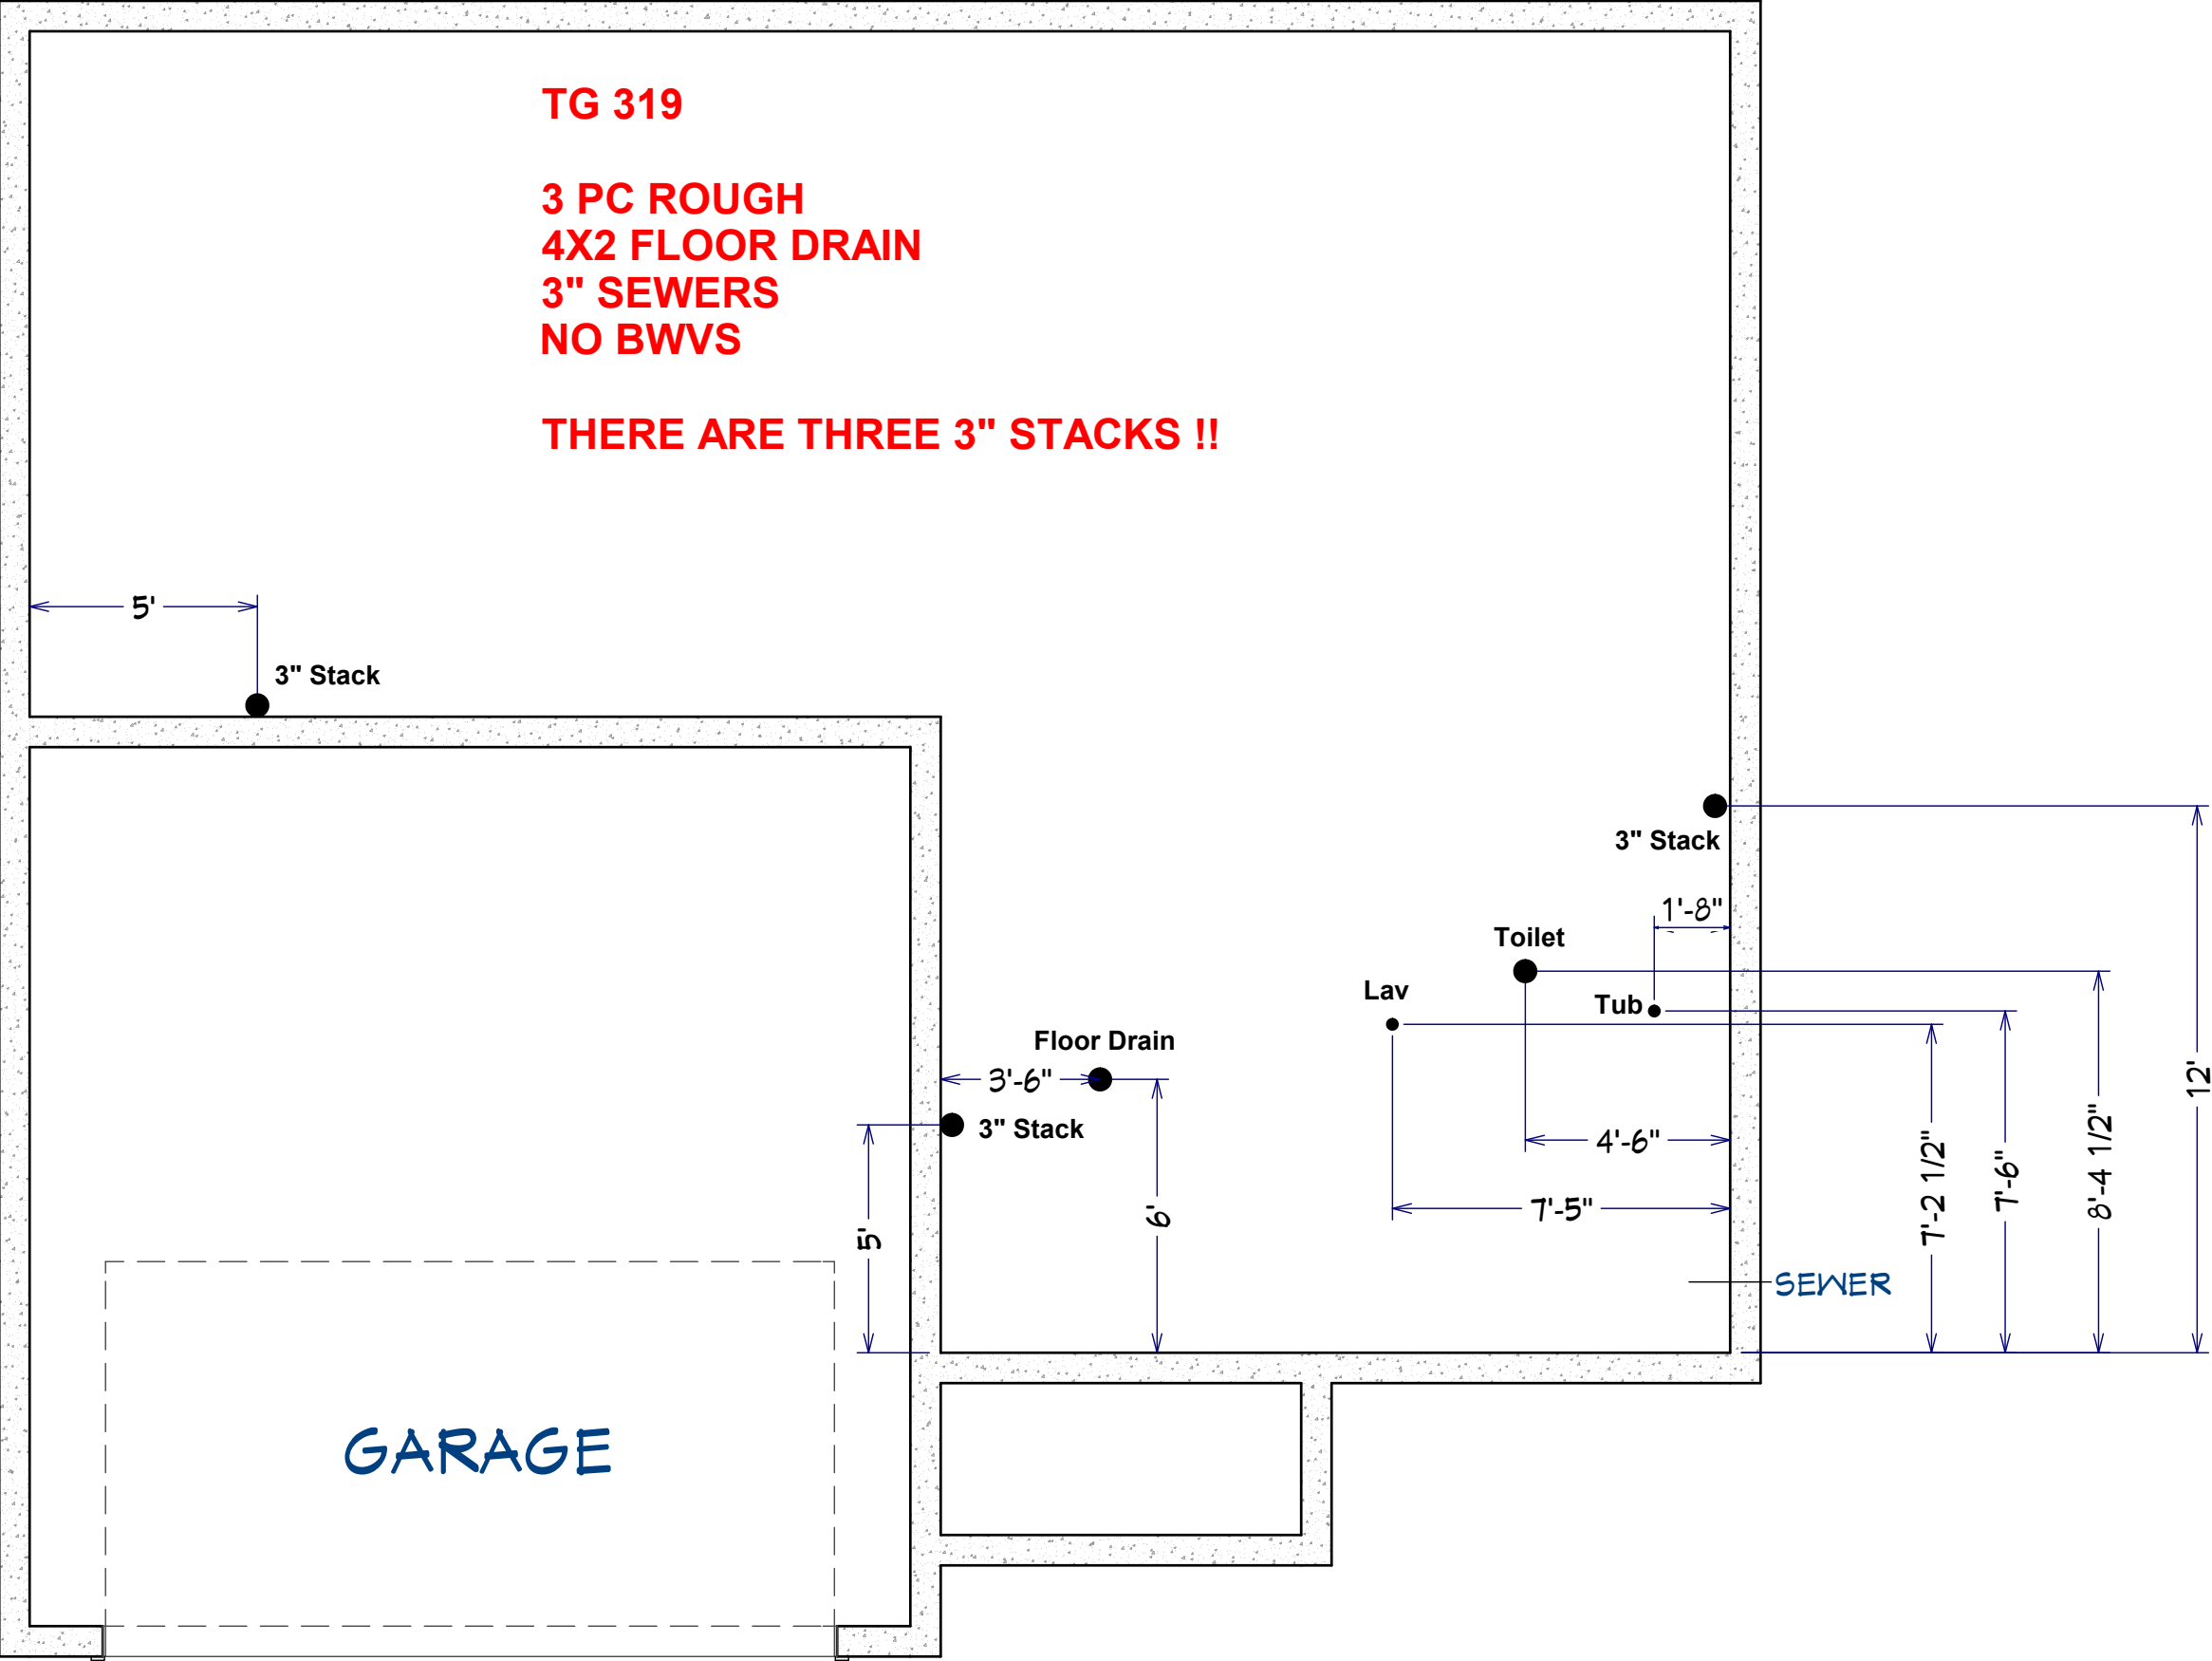 TG 319
3 PC ROUGH
4X2 FLOOR DRAIN
3" SEWERS
NO BWVS
THERE ARE THREE 3" STACKS !!
5'
3" Stack
3" Stack
1'-8"
Toilet
Lav
Tub
Floor Drain
3'-6"
3" Stack
12'
4'-6"
8'-4 1/2"
7'-6"
7'-2 1/2"
7'-5"
6'
5'
SEWER
GARAGE